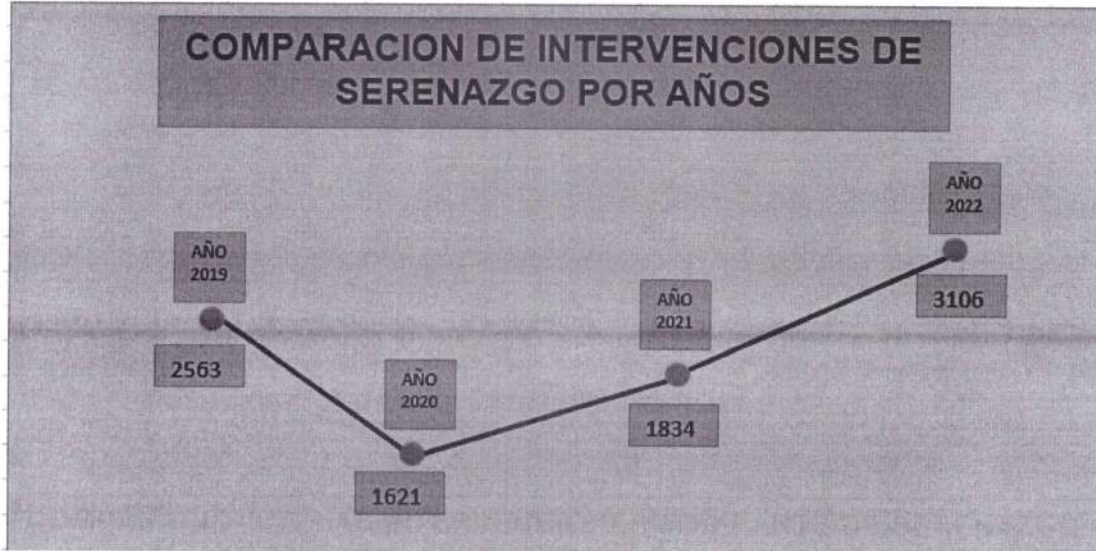 COMPARACION DE INTERVENCIONES DE
SERENAZGO POR AÑOS
AÑO
2019
2563
AÑO
2020
1621
AÑO
2021
1834
AÑO
2022
3106